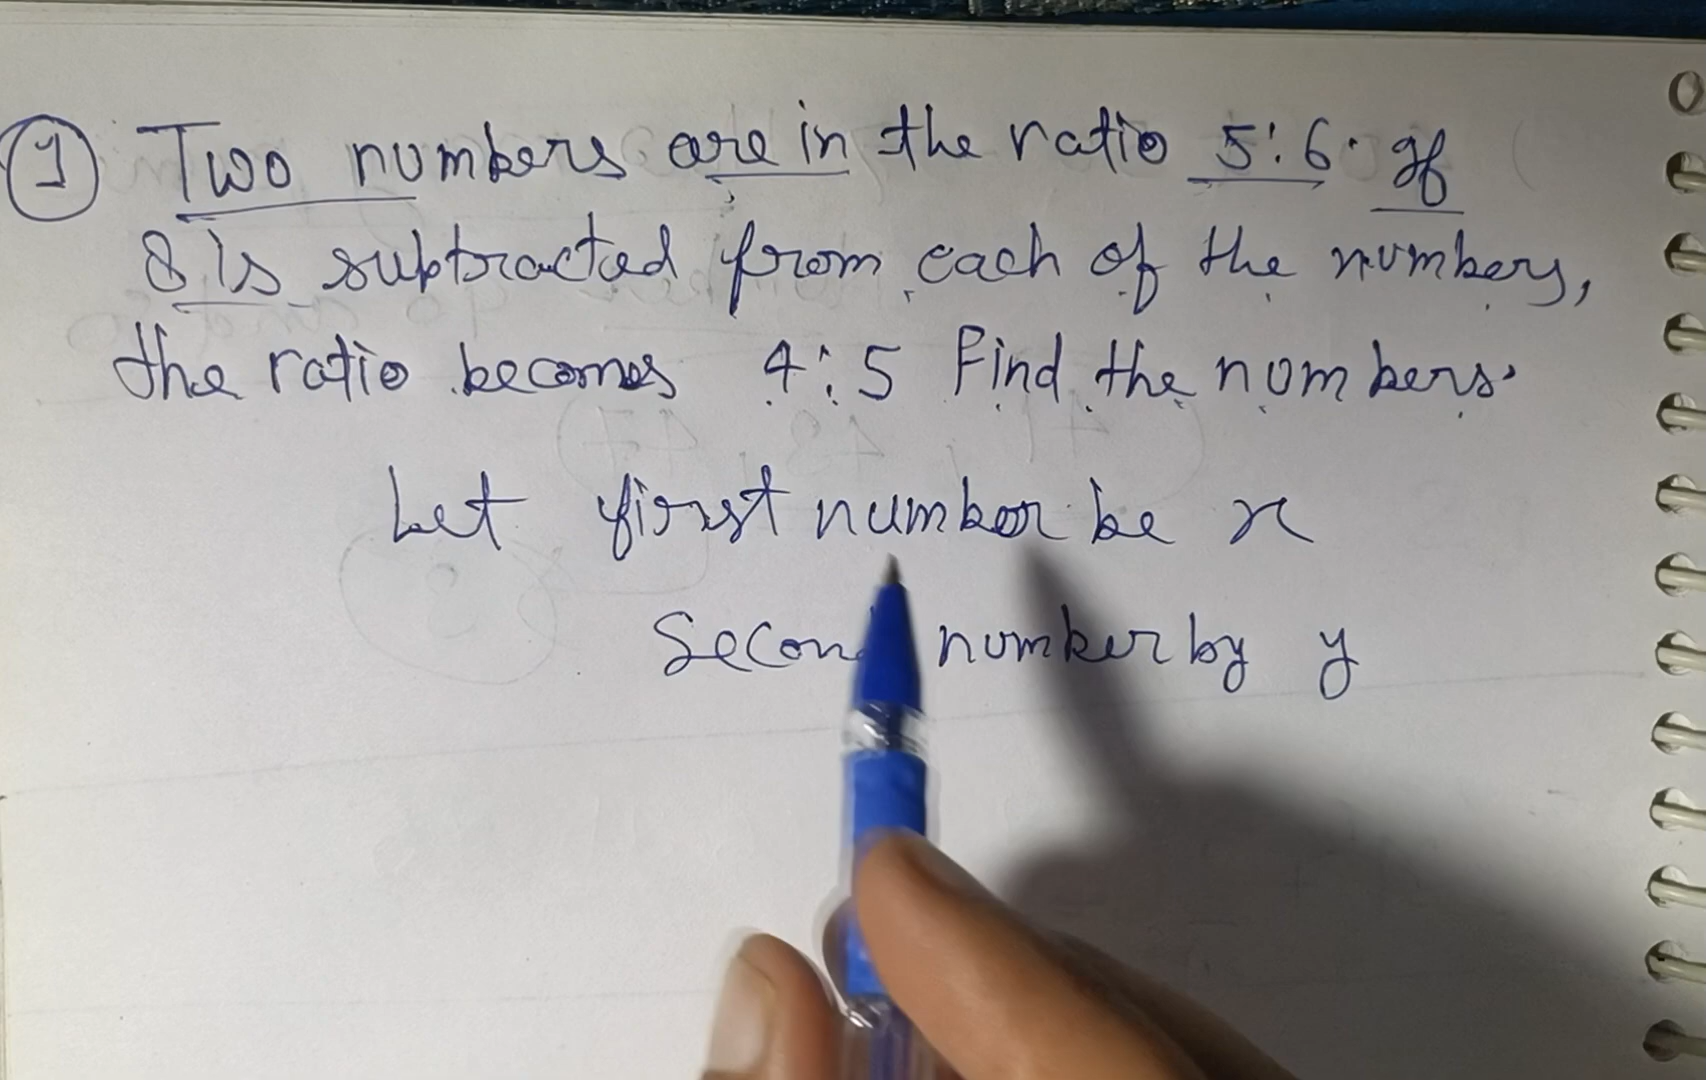 1 Two numbers are in the ratio 5:6. If
8 is subtracted from each of the numbers,
the ratio becomes 4:5 Find the numbers.
Let first number be x
Second number by y